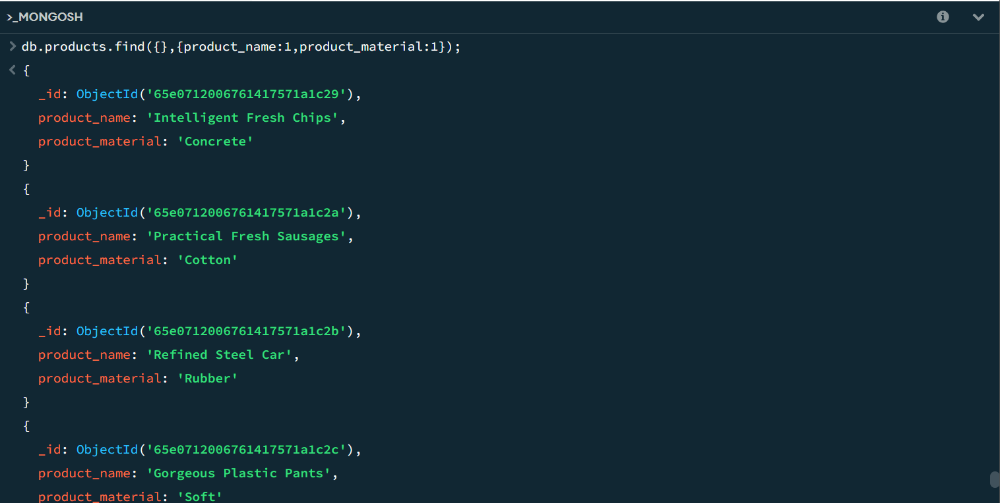 >_MONGOSH
> db.products.find({},{product_name:1,product_material:1});
< {
_id: ObjectId('65e0712006761417571a1c29'),
product_name: 'Intelligent Fresh Chips',
product_material: 'Concrete'
}
{
_id: ObjectId('65e0712006761417571a1c2a'),
product_name: 'Practical Fresh Sausages',
product_material: 'Cotton'
}
{
_id: ObjectId('65e0712006761417571a1c2b'),
product_name: 'Refined Steel Car',
product_material: 'Rubber'
}
{
_id: ObjectId('65e0712006761417571a1c2c'),
product_name: 'Gorgeous Plastic Pants',
product_material: 'Soft'